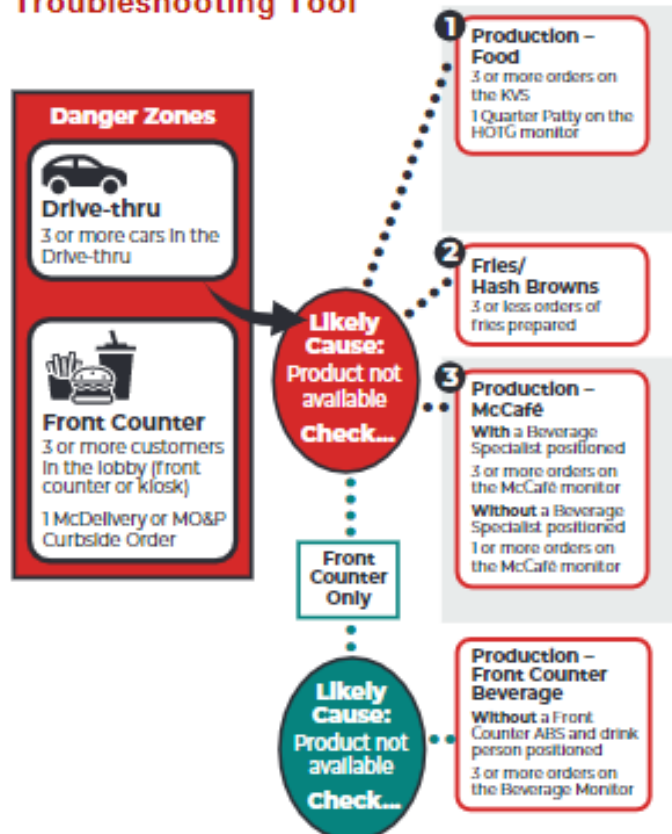 Troubleshooting Tool
Danger Zones
Drive-thru
3 or more cars in the
Drive-thru
Front Counter
3 or more customers
in the lobby (front
counter or kiosk)
1 McDelivery or MO&P
Curbside Order
Likely
Cause:
Product not
available
Check...
Front
Counter
Only
Likely
Cause:
Product not
available
Check...
1
Production –
Food
3 or more orders on
the KVS
1 Quarter Patty on the
HOTG monitor
2
Fries/
Hash Browns
3 or less orders of
fries prepared
3
Production –
McCafé
With a Beverage
Specialist positioned
3 or more orders on
the McCafé monitor
Without a Beverage
Specialist positioned
1 or more orders on
the McCafé monitor
Production –
Front Counter
Beverage
Without a Front
Counter ABS and drink
person positioned
3 or more orders on
the Beverage Monitor